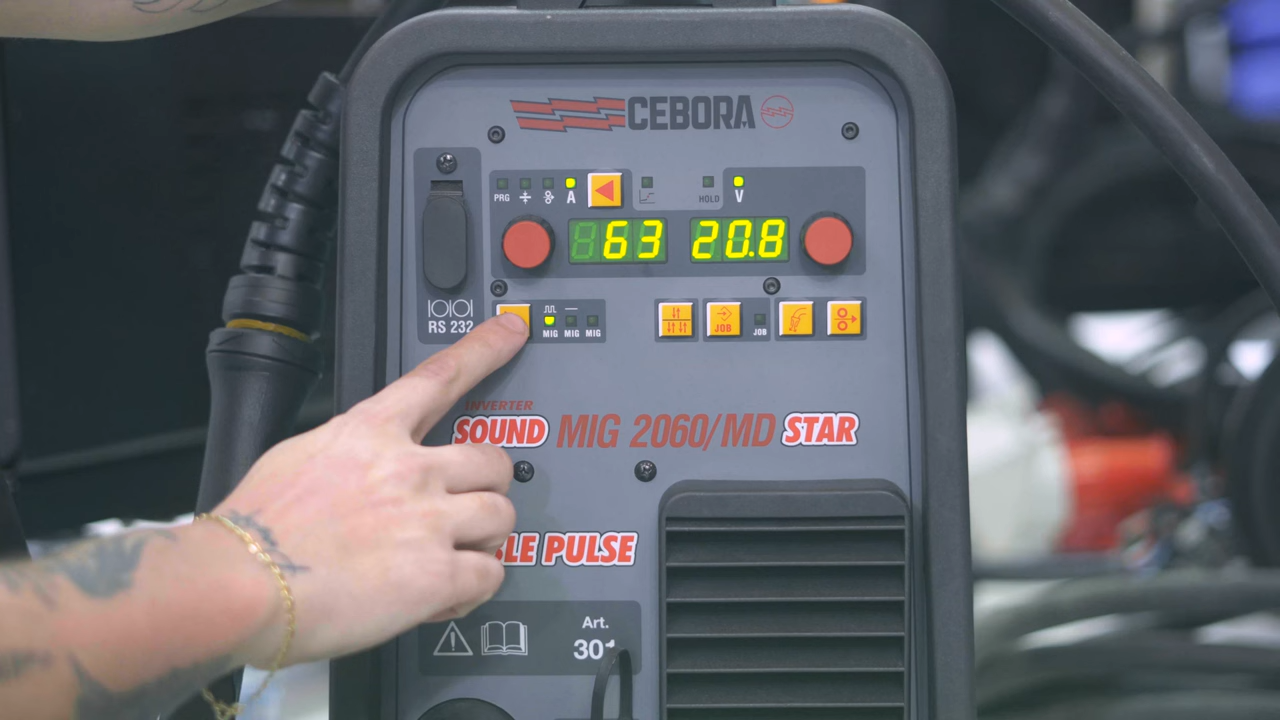 CEBORA
PRG A HOLD V
63 20.8
RS 232
MIG MIG MIG JOB JOB
INVERTER
SOUND MIG 2060/MD STAR
LE PULSE
Art.
301